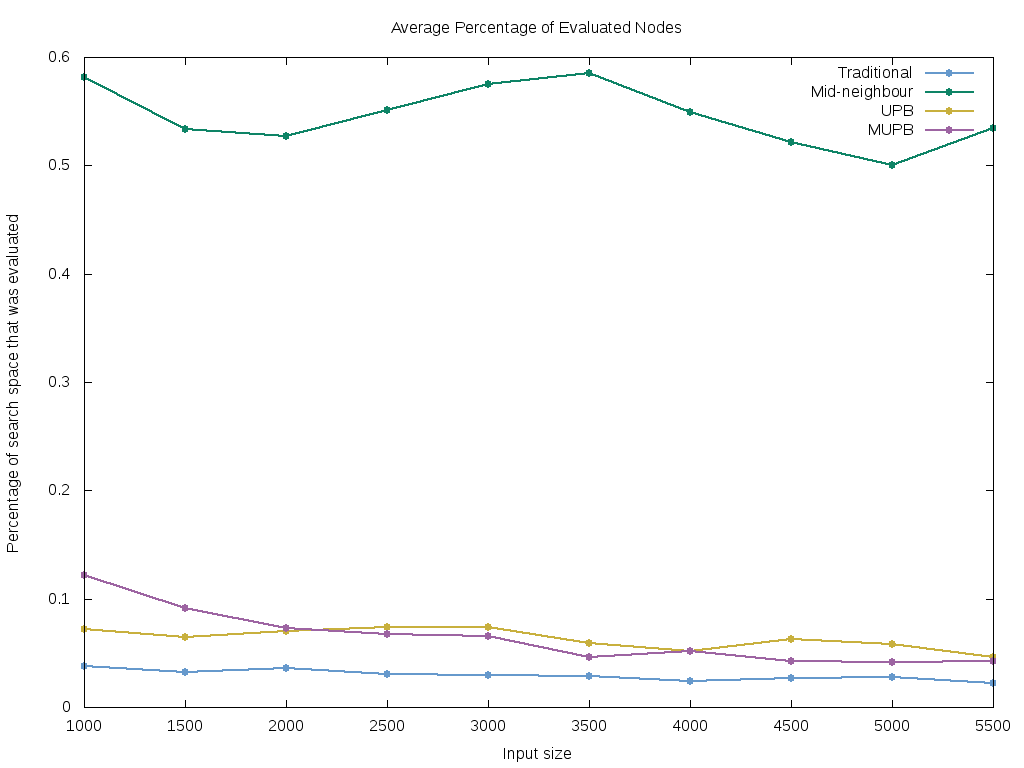 Average Percentage of Evaluated Nodes
Traditional
Mid-neighbour
UPB
MUPB
Percentage of search space that was evaluated
0.6
0.5
0.4
0.3
0.2
0.1
0
1000 1500 2000 2500 3000 3500 4000 4500 5000 5500
Input size